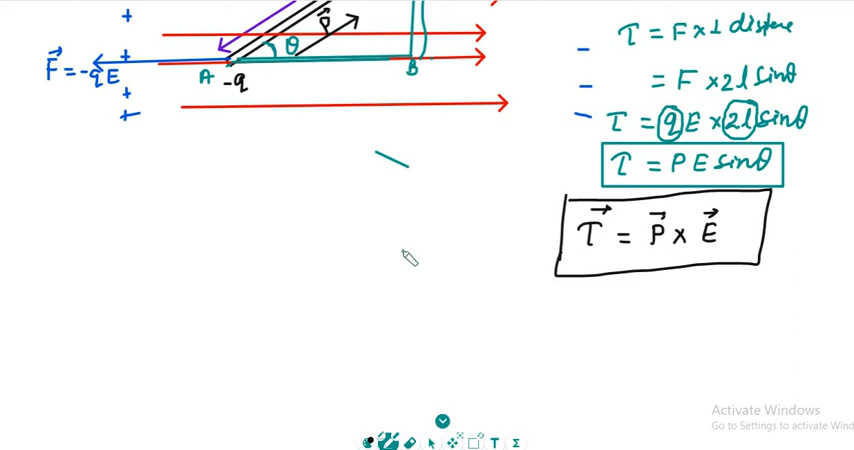 +
P⃗
+
θ
F⃗ = -qE
A
-q
B
+
+
τ = F x ⊥ distance
-
= F x 2l sinθ
-
τ = qE x 2l sinθ
-
τ = PE sinθ
τ⃗ = P⃗ x E⃗
Activate Windows
Go to Settings to activate Wind
T Σ